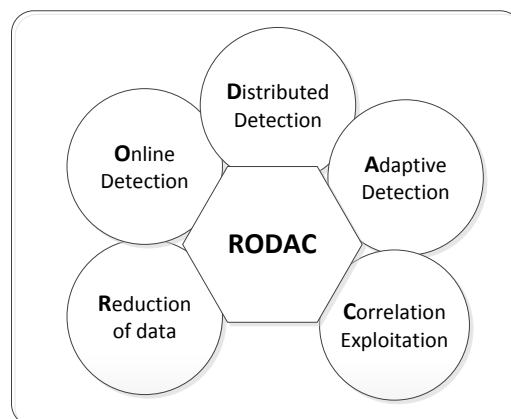 Distributed
Detection
Online
Detection
Adaptive
Detection
RODAC
Reduction
of data
Correlation
Exploitation